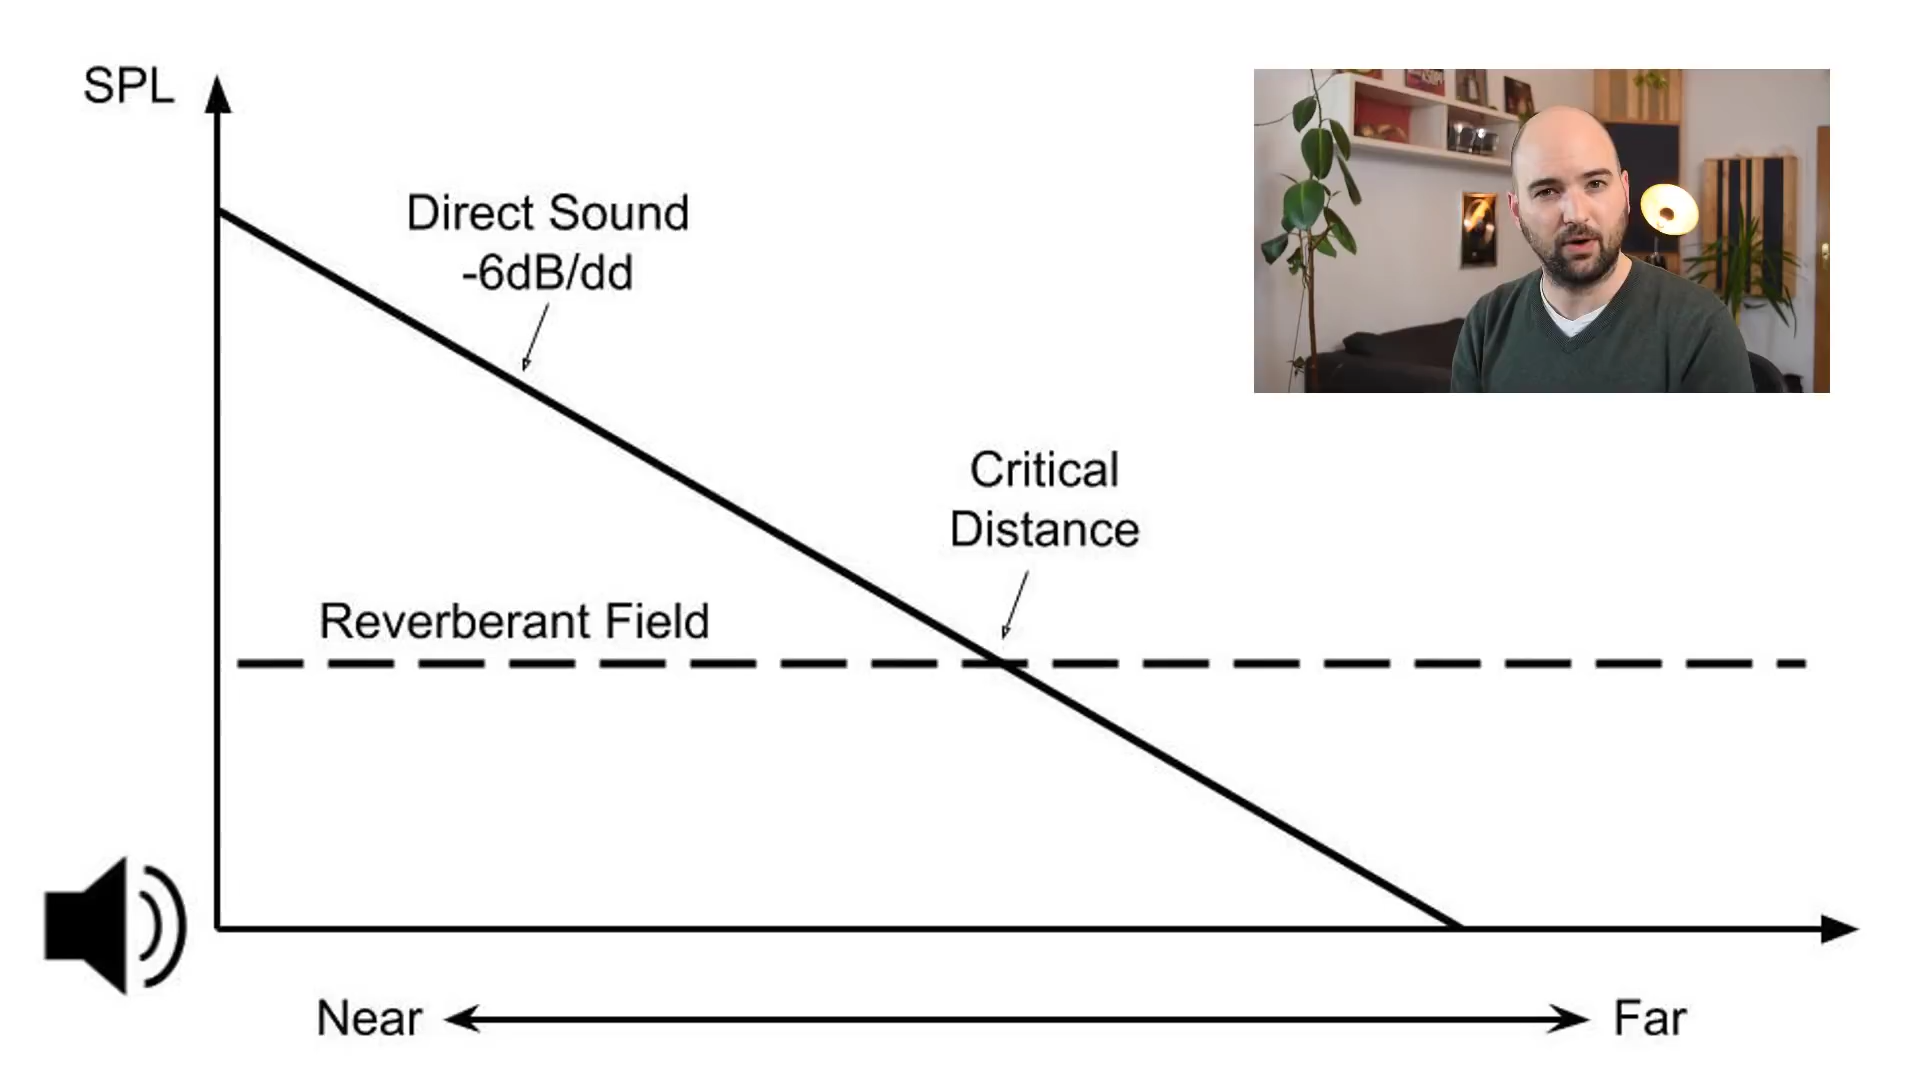 SPL
Direct Sound
-6dB/dd
Critical
Distance
Reverberant Field
Near
Far